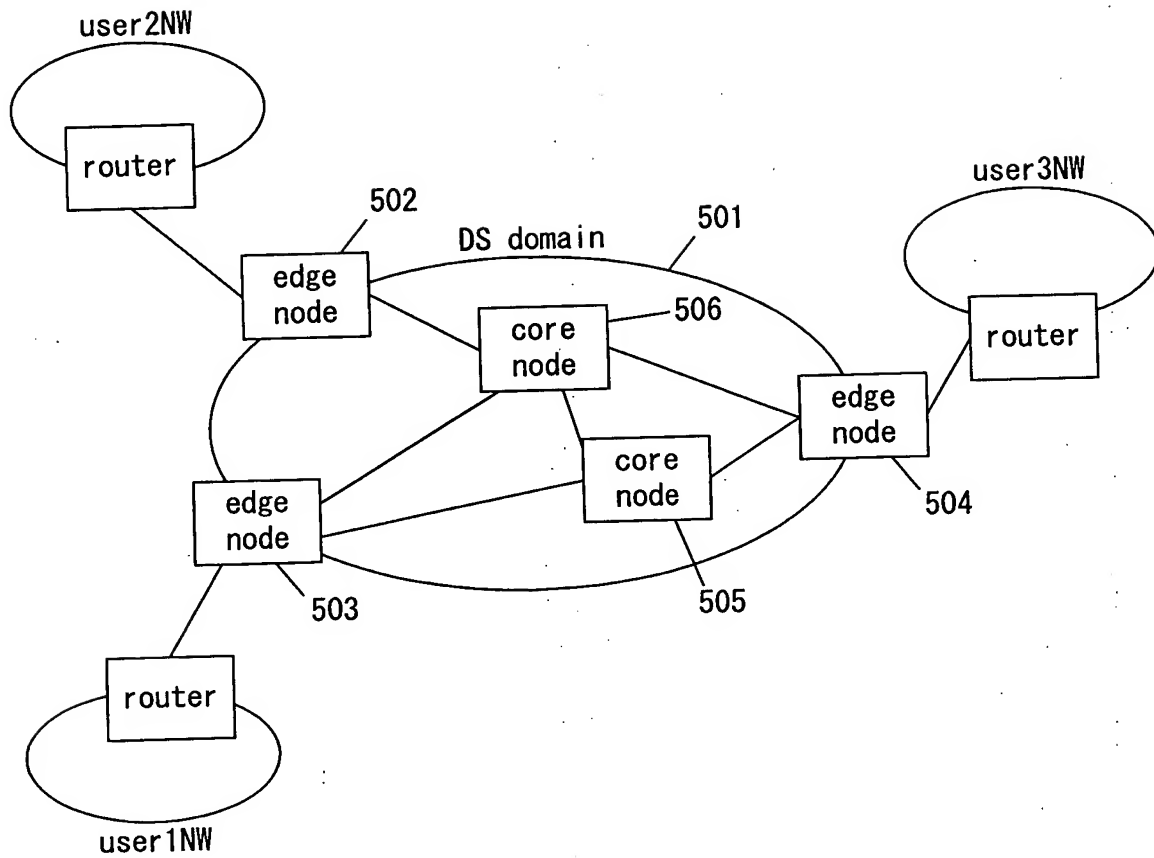 user2NW
router
user3NW
502
501
DS domain
edge
node
506
core
node
router
edge
node
core
node
504
edge
node
505
503
router
user1NW